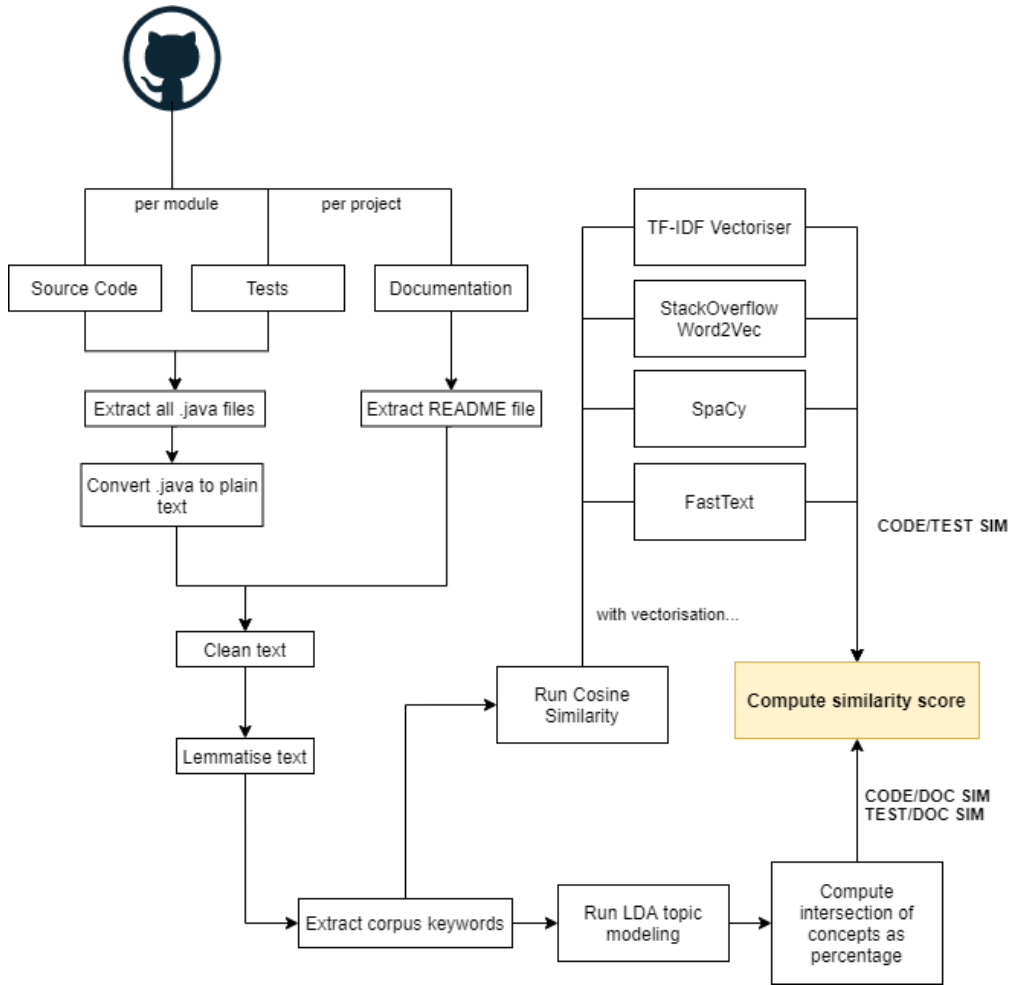 per module
per project
Source Code
Tests
Documentation
Extract all .java files
Extract README file
Convert .java to plain
text
Clean text
Lemmatise text
Extract corpus keywords
Run Cosine
Similarity
with vectorisation...
TF-IDF Vectoriser
StackOverflow
Word2Vec
SpaCy
FastText
CODE/TEST SIM
Compute similarity score
CODE/DOC SIM
TEST/DOC SIM
Run LDA topic
modeling
Compute
intersection of
concepts as
percentage